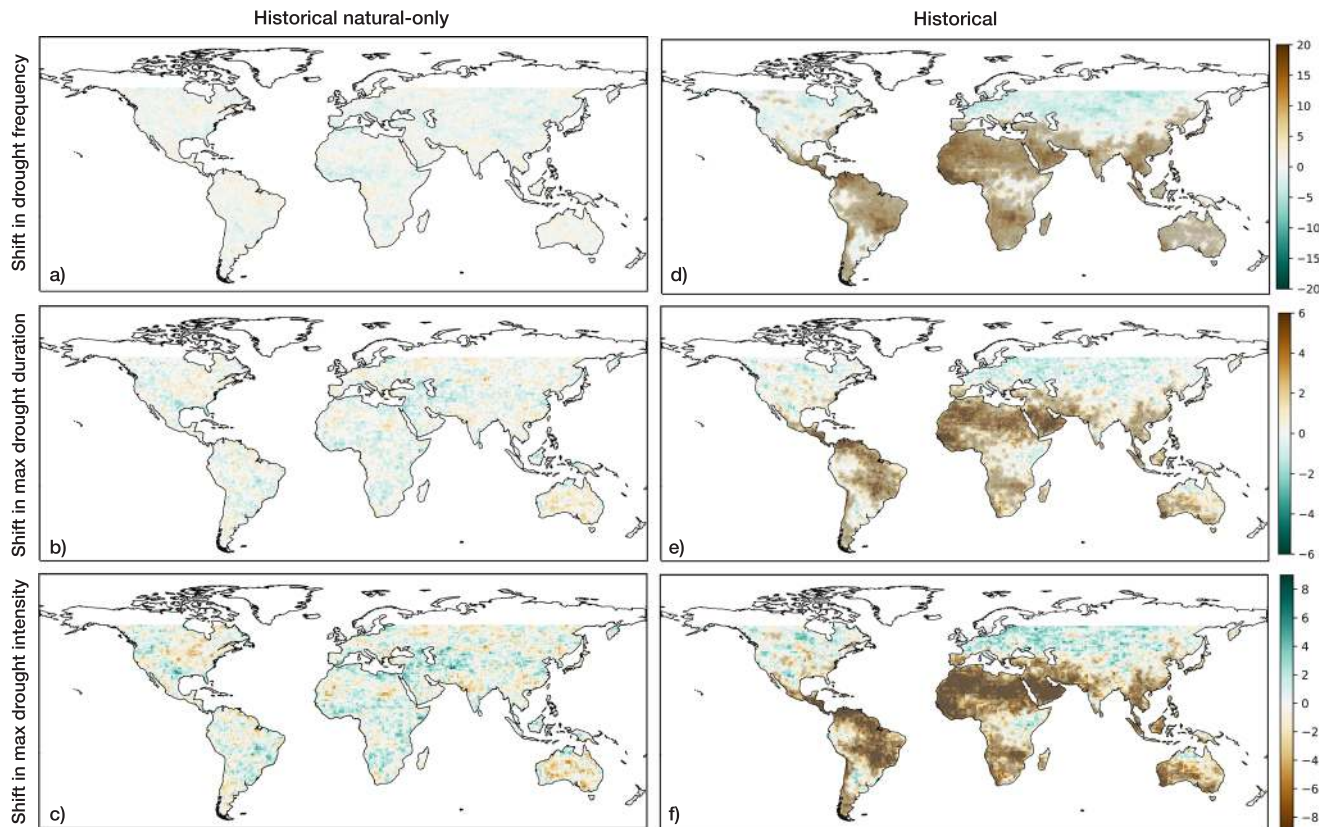 Historical natural-only
Historical
Shift in drought frequency
a)
d)
20
15
10
5
0
−5
−10
−15
−20
Shift in max drought duration
b)
e)
6
4
2
0
−2
−4
−6
Shift in max drought intensity
c)
f)
8
6
4
2
0
−2
−4
−6
−8